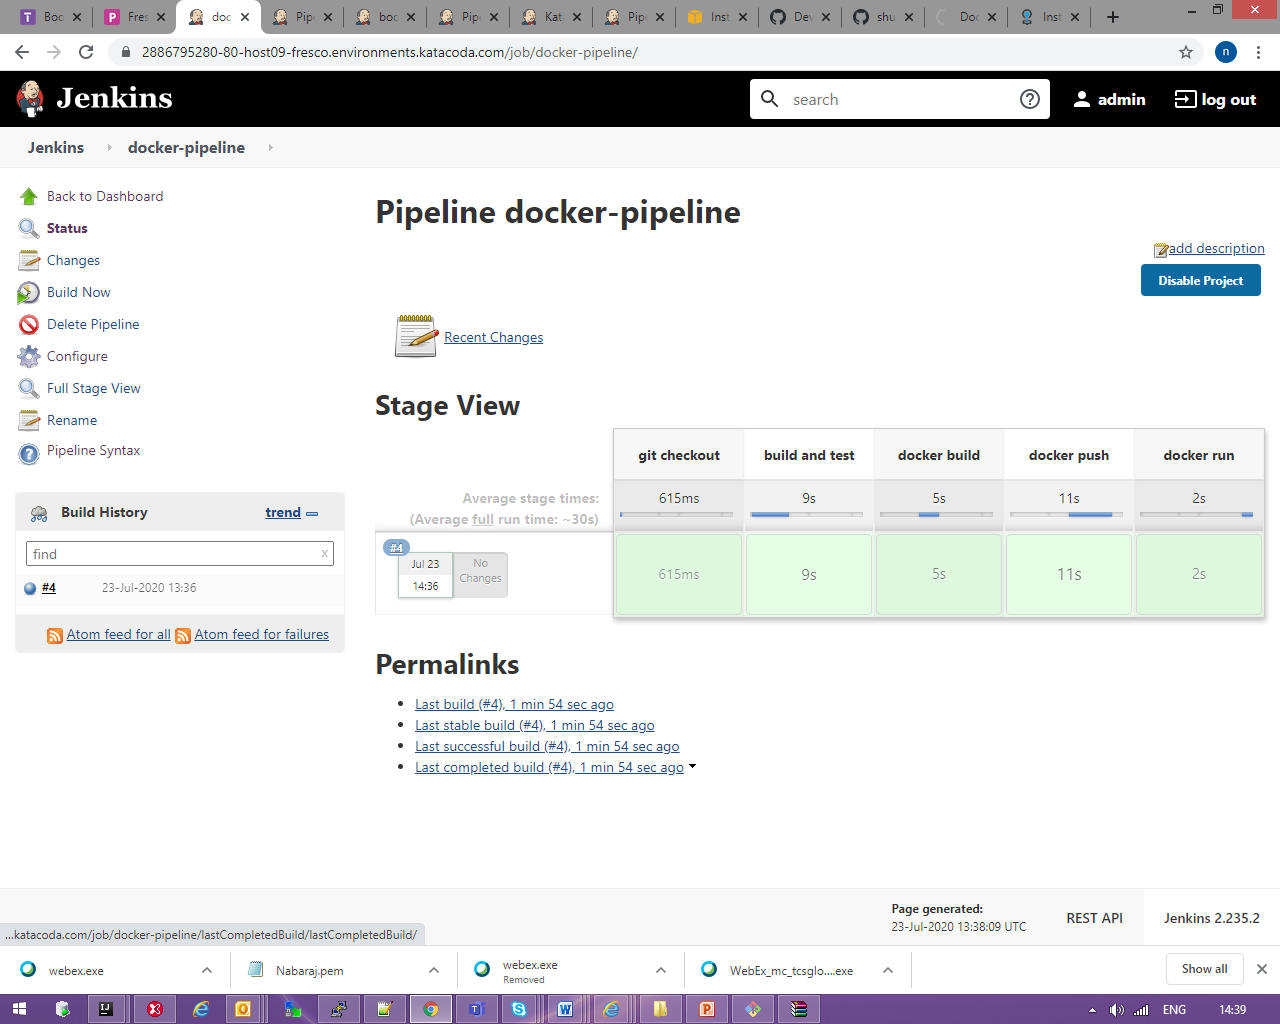 Boc
Fres
doc
Pip
boc
Pip
Kat
Pip
Inst
Dev
shu
Doc
Inst
2886795280-80-host09-fresco.environments.katacoda.com/job/docker-pipeline/
n
Jenkins
search
admin
log out
Jenkins
docker-pipeline
Back to Dashboard
Status
Changes
Build Now
Delete Pipeline
Configure
Full Stage View
Rename
Pipeline Syntax
Build History
trend
find
x
#4
23-Jul-2020 13:36
Atom feed for all
Atom feed for failures
Pipeline docker-pipeline
add description
Disable Project
Recent Changes
Stage View
git checkout
build and test
docker build
docker push
docker run
Average stage times:
(Average full run time: ~30s)
615ms
9s
5s
11s
2s
#4
Jul 23
14:36
No
Changes
615ms
9s
5s
11s
2s
Permalinks
Last build (#4), 1 min 54 sec ago
Last stable build (#4), 1 min 54 sec ago
Last successful build (#4), 1 min 54 sec ago
Last completed build (#4), 1 min 54 sec ago
Page generated:
23-Jul-2020 13:38:09 UTC
REST API
Jenkins 2.235.2
...katacoda.com/job/docker-pipeline/lastCompletedBuild/lastCompletedBuild/
webex.exe
Nabaraj.pem
webex.exe
Removed
WebEx_mc_tcsglo....exe
Show all
ENG
14:39